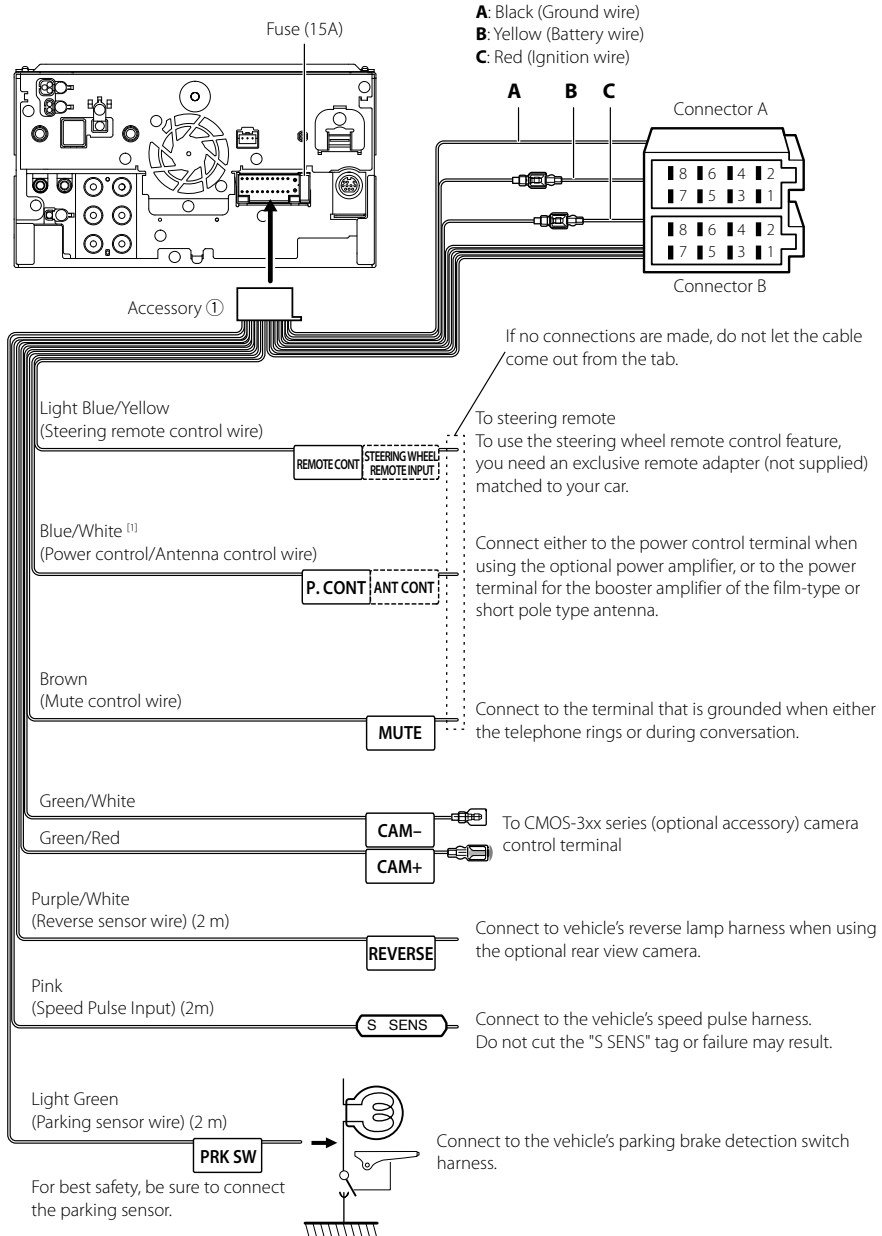 Fuse (15A)
A: Black (Ground wire)
B: Yellow (Battery wire)
C: Red (Ignition wire)
A B C
Connector A
8 6 4 2
7 5 3 1
8 6 4 2
7 5 3 1
Connector B
Accessory ①
If no connections are made, do not let the cable
come out from the tab.
Light Blue/Yellow
(Steering remote control wire)
REMOTE CONT
STEERING WHEEL
REMOTE INPUT
To steering remote
To use the steering wheel remote control feature,
you need an exclusive remote adapter (not supplied)
matched to your car.
Blue/White [1]
(Power control/Antenna control wire)
P. CONT ANT CONT
Connect either to the power control terminal when
using the optional power amplifier, or to the power
terminal for the booster amplifier of the film-type or
short pole type antenna.
Brown
(Mute control wire)
MUTE
Connect to the terminal that is grounded when either
the telephone rings or during conversation.
Green/White
CAM–
Green/Red
CAM+
To CMOS-3xx series (optional accessory) camera
control terminal
Purple/White
(Reverse sensor wire) (2 m)
REVERSE
Connect to vehicle's reverse lamp harness when using
the optional rear view camera.
Pink
(Speed Pulse Input) (2m)
S SENS
Connect to the vehicle's speed pulse harness.
Do not cut the "S SENS" tag or failure may result.
Light Green
(Parking sensor wire) (2 m)
PRK SW
Connect to the vehicle's parking brake detection switch
harness.
For best safety, be sure to connect
the parking sensor.